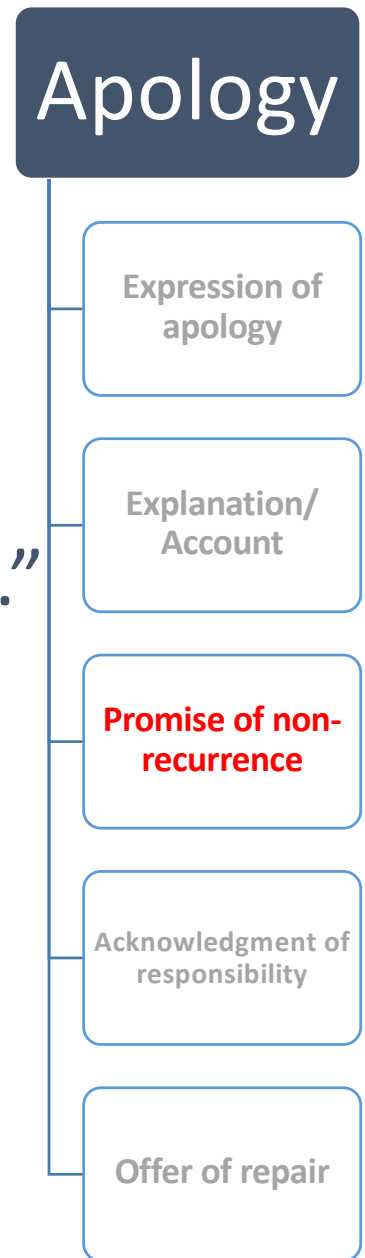 Apology
Expression of
apology
Explanation/
Account
.”
Promise of non-
recurrence
Acknowledgment of
responsibility
Offer of repair